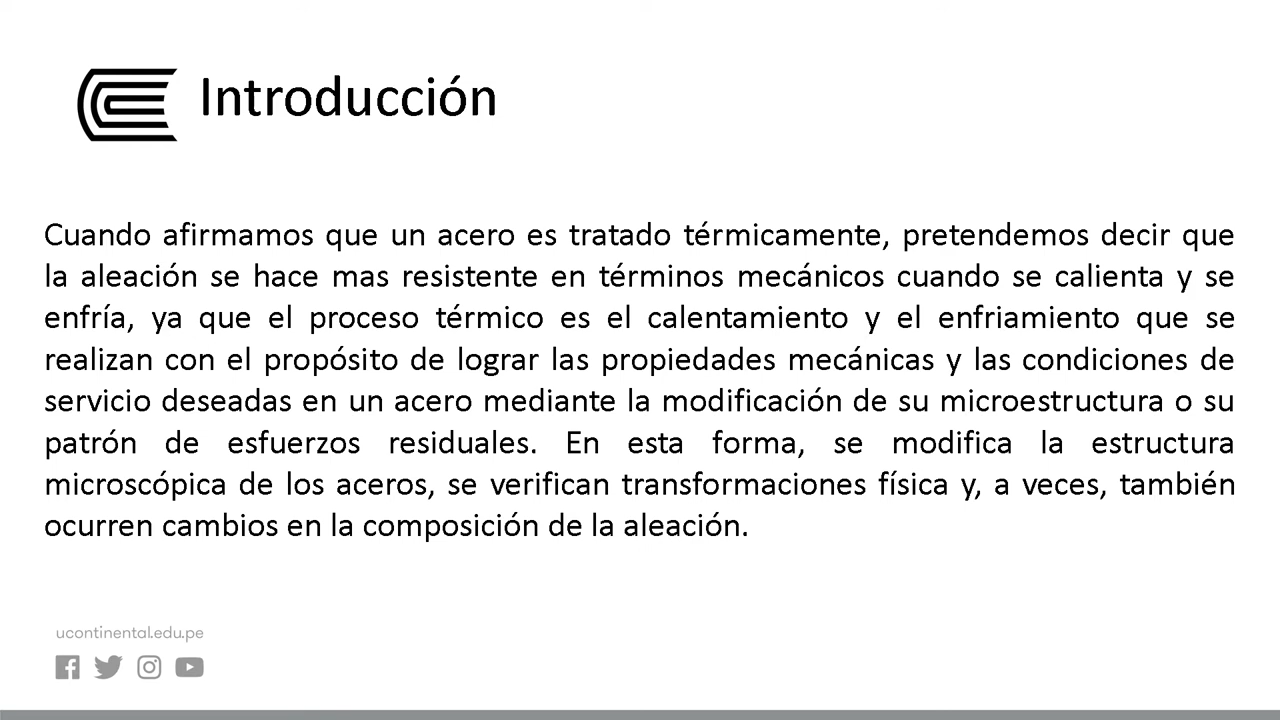 Introducción
Cuando afirmamos que un acero es tratado térmicamente, pretendemos decir que
la aleación se hace mas resistente en términos mecánicos cuando se calienta y se
enfría, ya que el proceso térmico es el calentamiento y el enfriamiento que se
realizan con el propósito de lograr las propiedades mecánicas y las condiciones de
servicio deseadas en un acero mediante la modificación de su microestructura o su
patrón de esfuerzos residuales. En esta forma, se modifica la estructura
microscópica de los aceros, se verifican transformaciones física y, a veces, también
ocurren cambios en la composición de la aleación.
ucontinental.edu.pe